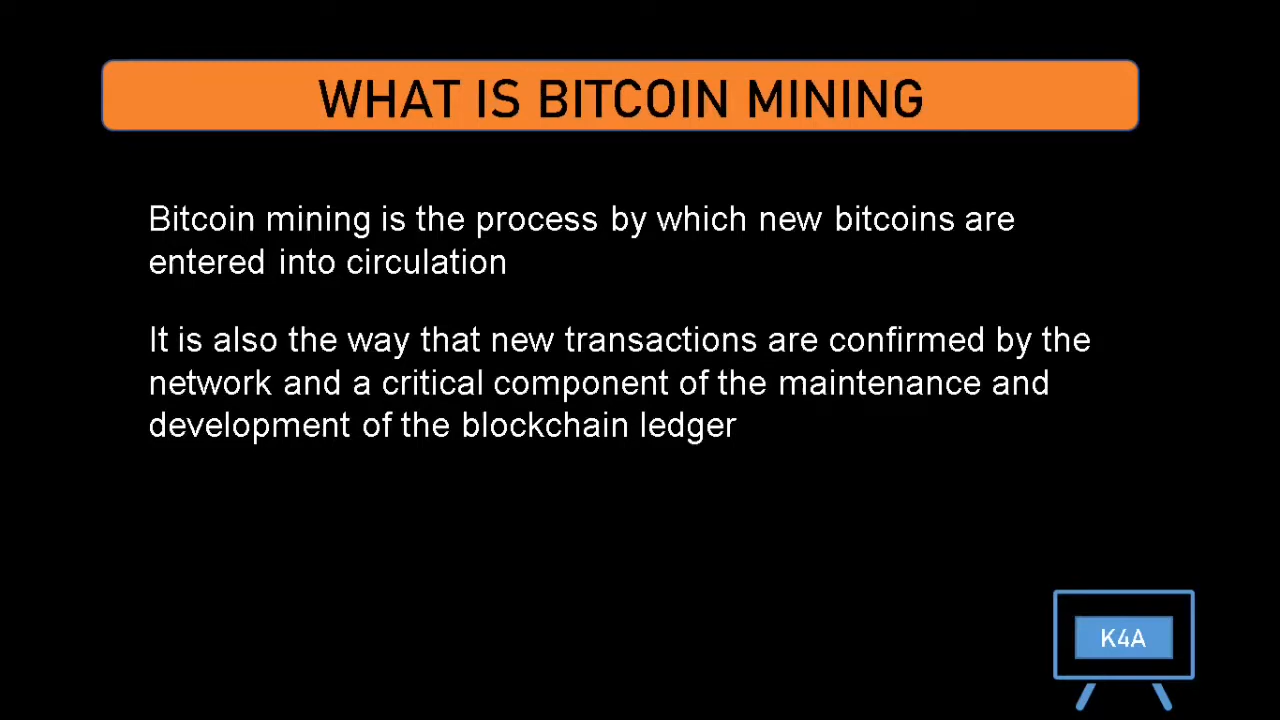 WHAT IS BITCOIN MINING
Bitcoin mining is the process by which new bitcoins are
entered into circulation
It is also the way that new transactions are confirmed by the
network and a critical component of the maintenance and
development of the blockchain ledger
K4A